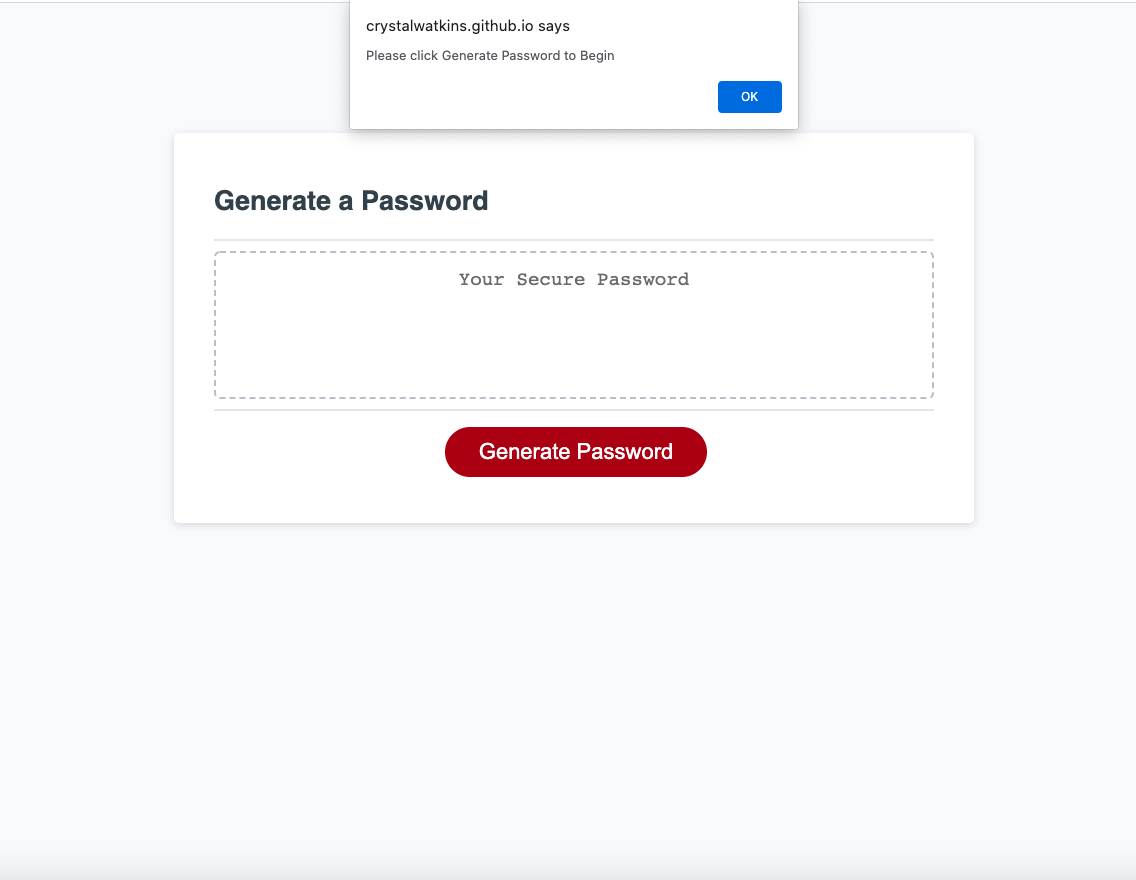 crystalwatkins.github.io says
Please click Generate Password to Begin
OK
Generate a Password
Your Secure Password
Generate Password